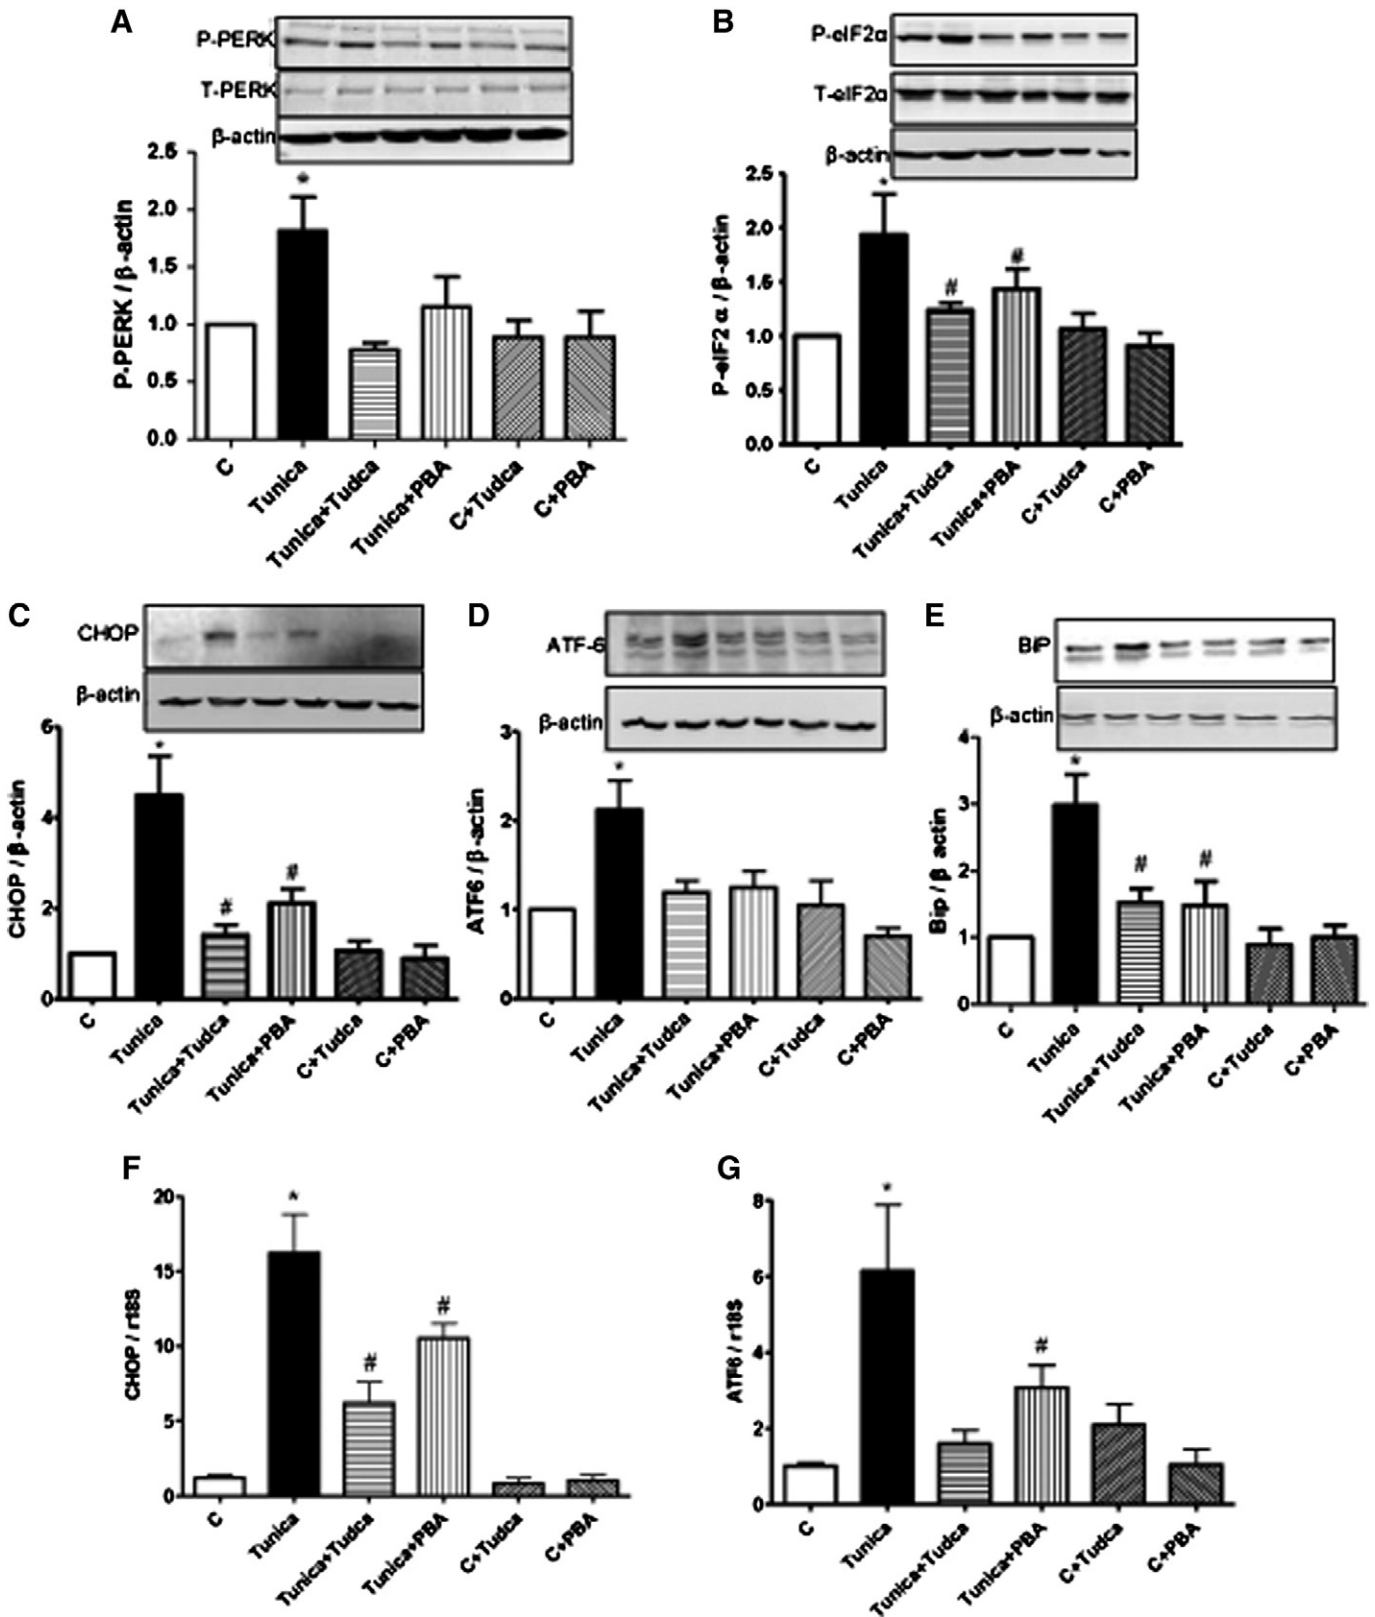 A
P-PERK
T-PERK
β-actin
2.5
2.0
1.5
1.0
0.5
0.0
P-PERK / β-actin
*
C
Tunica
Tunica+Tudca
Tunica+PBA
C+Tudca
C+PBA
B
P-eIF2α
T-eIF2α
β-actin
2.5
2.0
1.5
1.0
0.5
0.0
P-eIF2 α / β-actin
*
#
#
C
Tunica
Tunica+Tudca
Tunica+PBA
C+Tudca
C+PBA
C
CHOP
β-actin
6
4
2
0
CHOP / β-actin
*
#
#
C
Tunica
Tunica+Tudca
Tunica+PBA
C+Tudca
C+PBA
D
ATF-6
β-actin
3
2
1
0
ATF6 / β-actin
*
C
Tunica
Tunica+Tudca
Tunica+PBA
C+Tudca
C+PBA
E
BiP
β-actin
4
3
2
1
0
Bip / β actin
*
#
#
C
Tunica
Tunica+Tudca
Tunica+PBA
C+Tudca
C+PBA
F
20
15
10
5
0
CHOP / r18S
*
#
#
C
Tunica
Tunica+Tudca
Tunica+PBA
C+Tudca
C+PBA
G
8
6
4
2
0
ATF6 / r18S
*
#
C
Tunica
Tunica+Tudca
Tunica+PBA
C+Tudca
C+PBA